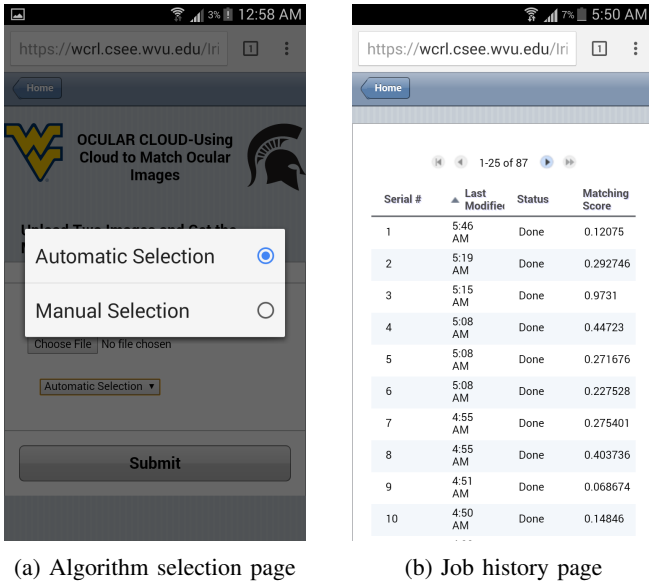 3% 12:58 AM
https://wcrl.csee.wvu.edu/Iri 1
Home
OCULAR CLOUD-Using
Cloud to Match Ocular
Images
Upload Two Images and Get the
Automatic Selection
Manual Selection
Choose File No file chosen
Automatic Selection ▼
Submit
(a) Algorithm selection page
7% 5:50 AM
https://wcrl.csee.wvu.edu/Iri 1
Home
1-25 of 87
Serial # Last Modified Status Matching Score
1 5:46 AM Done 0.12075
2 5:19 AM Done 0.292746
3 5:15 AM Done 0.9731
4 5:08 AM Done 0.44723
5 5:08 AM Done 0.271676
6 5:08 AM Done 0.227528
7 4:55 AM Done 0.275401
8 4:55 AM Done 0.403736
9 4:51 AM Done 0.068674
10 4:50 AM Done 0.14846
(b) Job history page